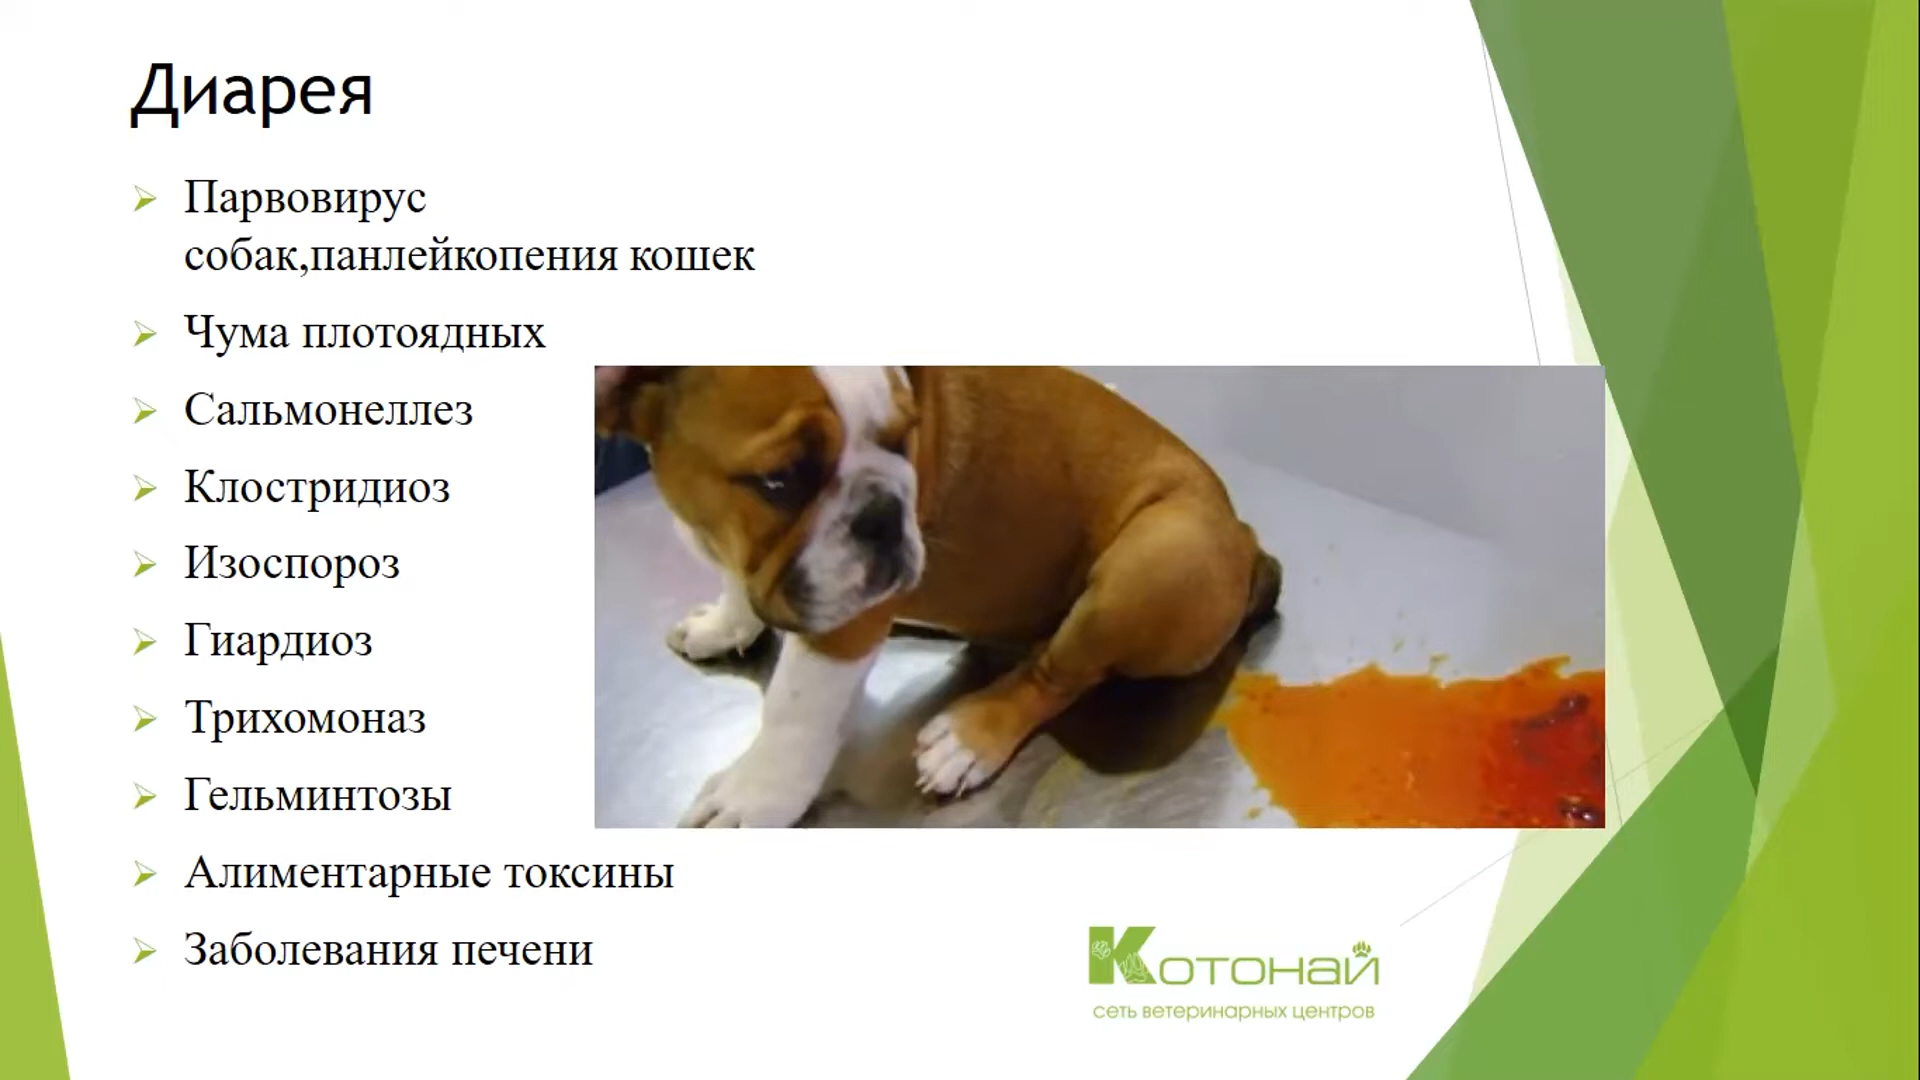 Диарея
Парвовирус
собак,панлейкопения кошек
Чума плотоядных
Сальмонеллез
Клостридиоз
Изоспороз
Гиардиоз
Трихомоназ
Гельминтозы
Алиментарные токсины
Заболевания печени
Котонай
сеть ветеринарных центров